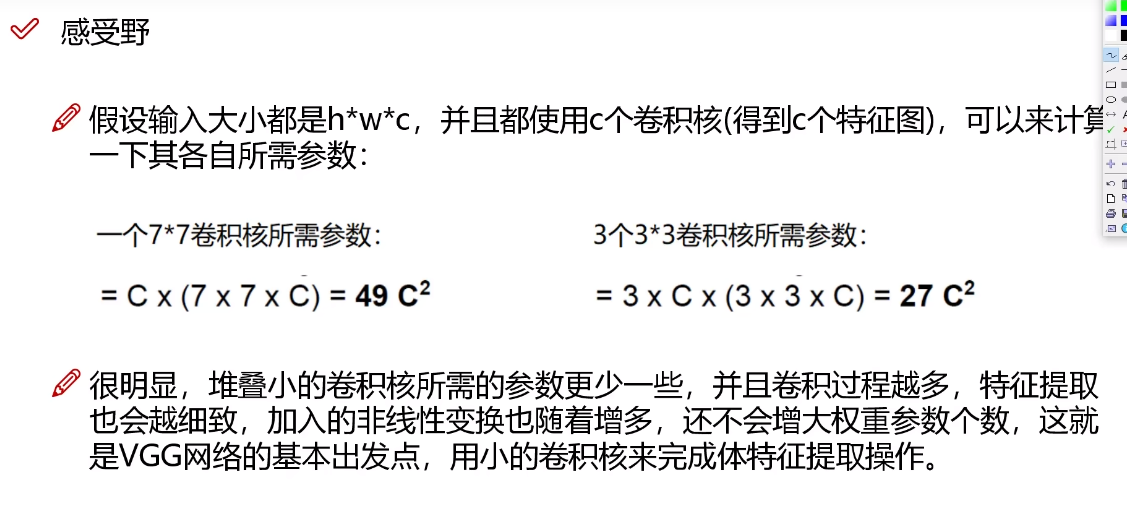 感受野
假设输入大小都是h*w*c，并且都使用c个卷积核(得到c个特征图)，可以来计算
一下其各自所需参数：
一个7*7卷积核所需参数：
3个3*3卷积核所需参数：
= C x (7 x 7 x C) = 49 C²
= 3 x C x (3 x 3 x C) = 27 C²
很明显，堆叠小的卷积核所需的参数更少一些，并且卷积过程越多，特征提取
也会越细致，加入的非线性变换也随着增多，还不会增大权重参数个数，这就
是VGG网络的基本出发点，用小的卷积核来完成体特征提取操作。